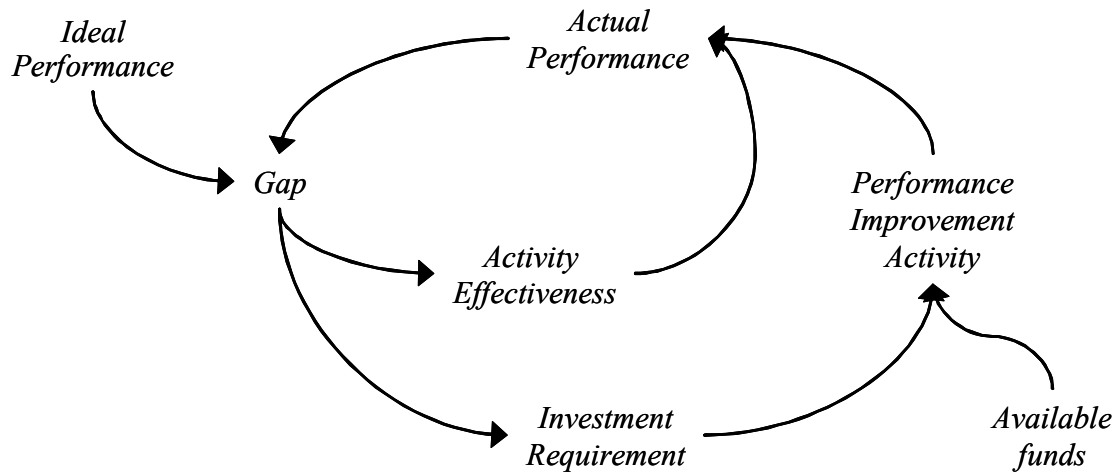 Ideal
Performance
Actual
Performance
Gap
Performance
Improvement
Activity
Activity
Effectiveness
Investment
Requirement
Available
funds